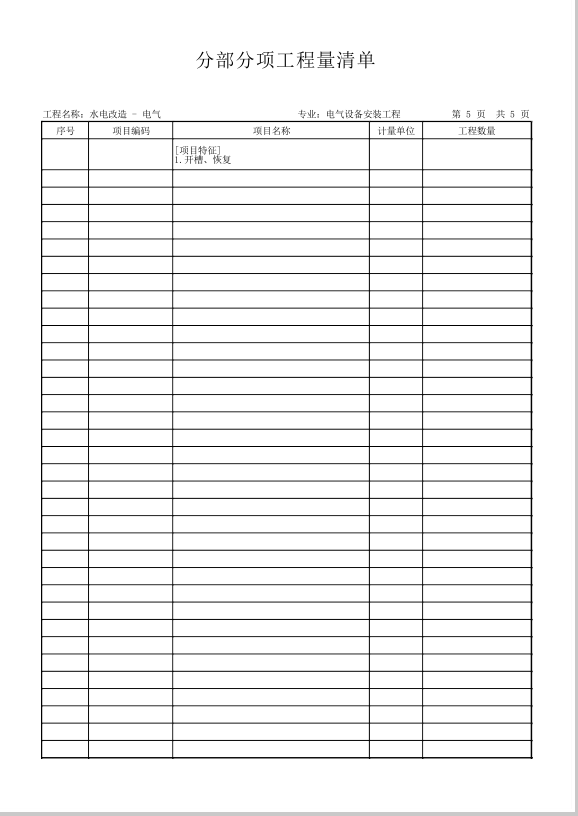 分部分项工程量清单
工程名称：水电改造 - 电气 专业：电气设备安装工程 第 5 页 共 5 页
序号 项目编码 项目名称 计量单位 工程数量
[项目特征]
1.开槽、恢复